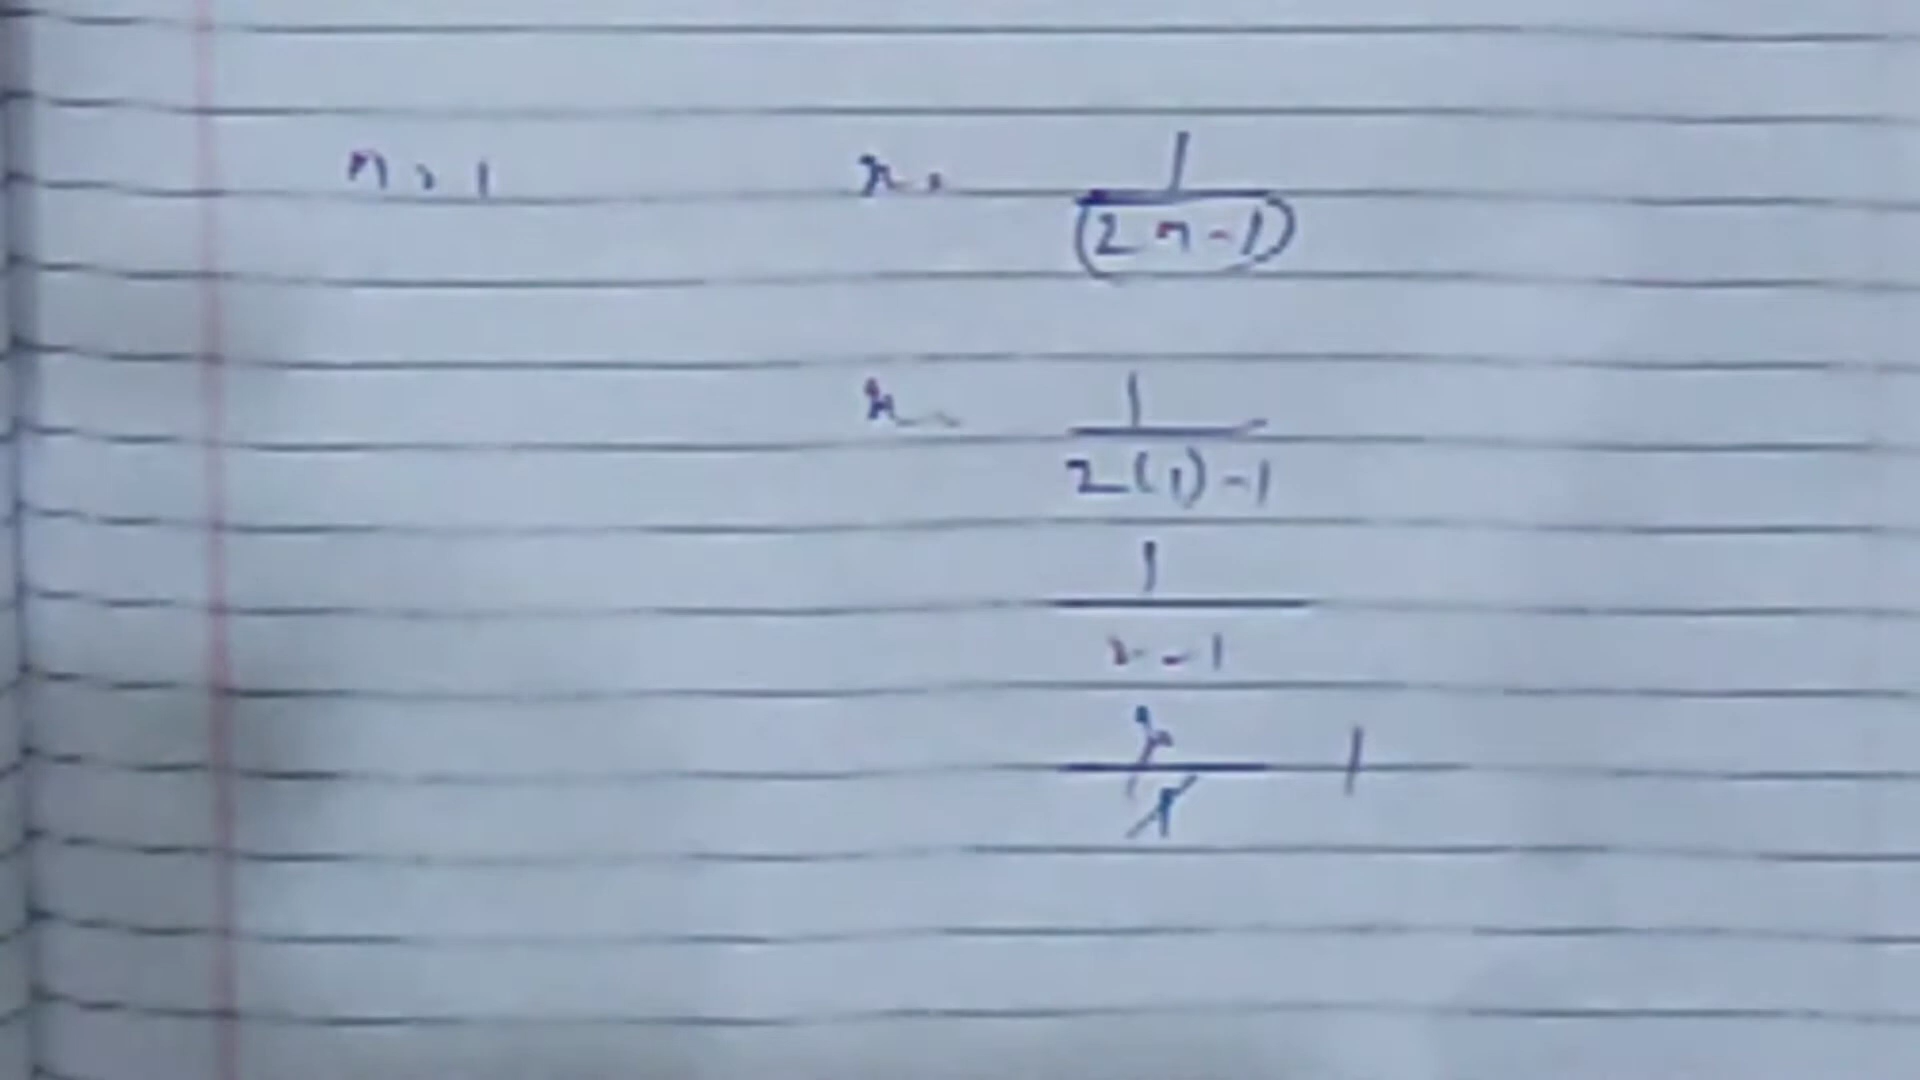 n = 1 x = 1/(2n-1)
x = 1/2(1)-1
1/2-1
1/1 1